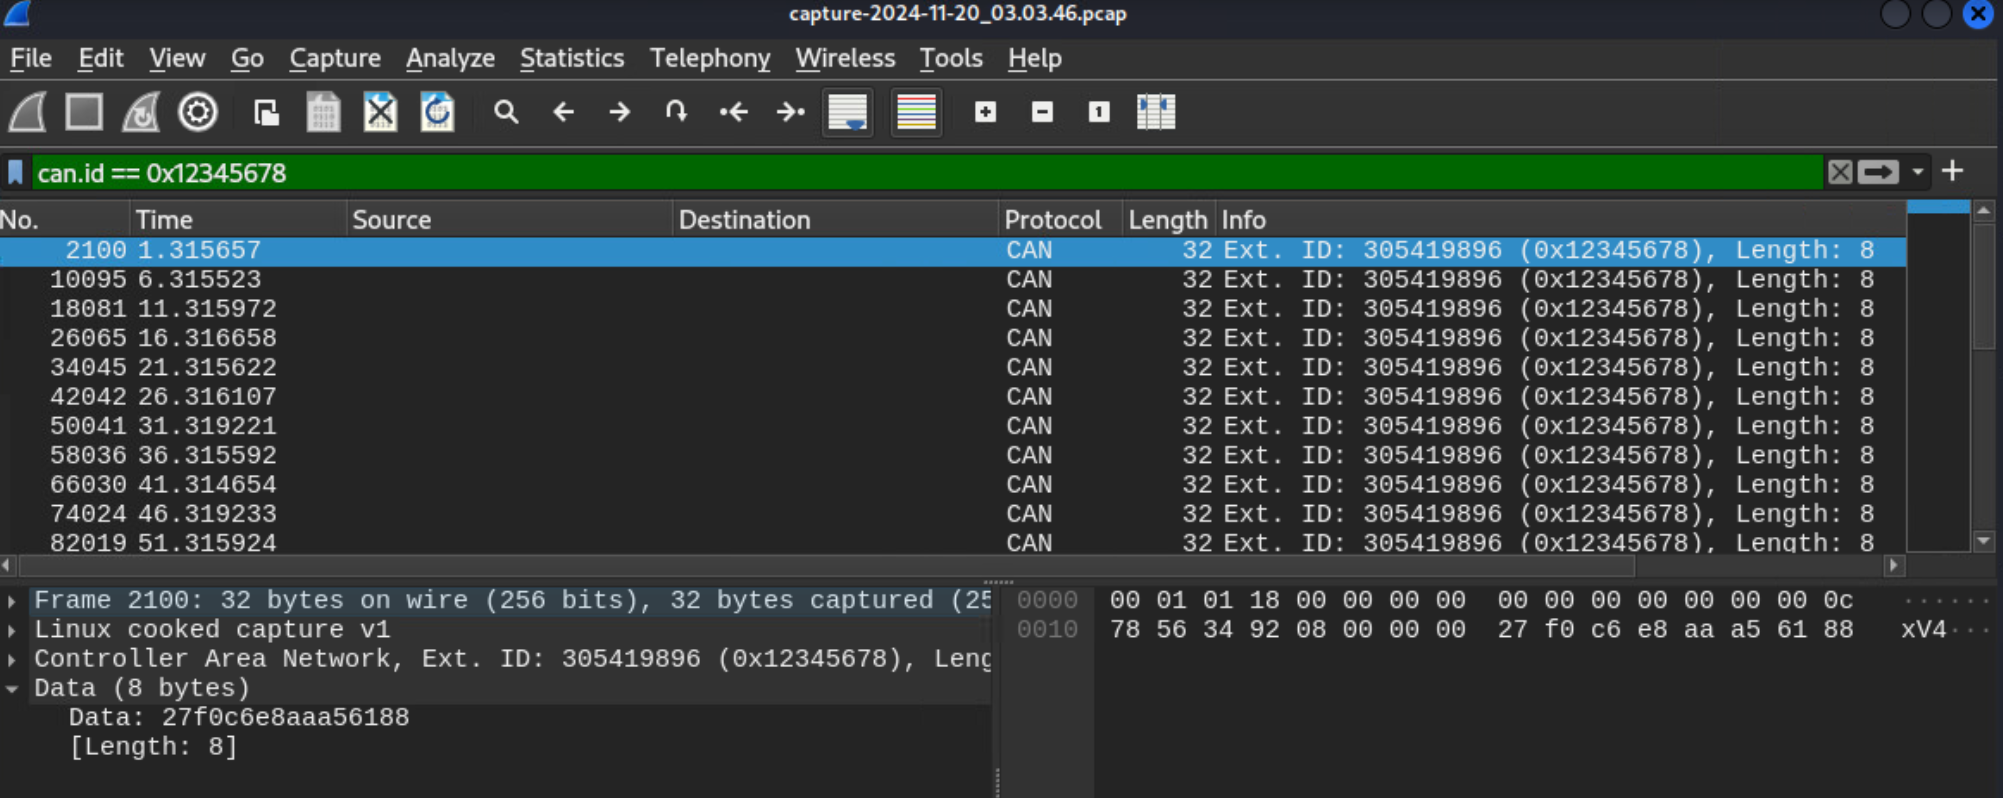 capture-2024-11-20_03.03.46.pcap
File Edit View Go Capture Analyze Statistics Telephony Wireless Tools Help
can.id == 0x12345678
No. Time Source Destination Protocol Length Info
2100 1.315657 CAN 32 Ext. ID: 305419896 (0x12345678), Length: 8
10095 6.315523 CAN 32 Ext. ID: 305419896 (0x12345678), Length: 8
18081 11.315972 CAN 32 Ext. ID: 305419896 (0x12345678), Length: 8
26065 16.316658 CAN 32 Ext. ID: 305419896 (0x12345678), Length: 8
34045 21.315622 CAN 32 Ext. ID: 305419896 (0x12345678), Length: 8
42042 26.316107 CAN 32 Ext. ID: 305419896 (0x12345678), Length: 8
50041 31.319221 CAN 32 Ext. ID: 305419896 (0x12345678), Length: 8
58036 36.315592 CAN 32 Ext. ID: 305419896 (0x12345678), Length: 8
66030 41.314654 CAN 32 Ext. ID: 305419896 (0x12345678), Length: 8
74024 46.319233 CAN 32 Ext. ID: 305419896 (0x12345678), Length: 8
82019 51.315924 CAN 32 Ext. ID: 305419896 (0x12345678), Length: 8
Frame 2100: 32 bytes on wire (256 bits), 32 bytes captured (25
Linux cooked capture v1
Controller Area Network, Ext. ID: 305419896 (0x12345678), Leng
Data (8 bytes)
Data: 27f0c6e8aaa56188
[Length: 8]
0000 00 01 01 18 00 00 00 00 00 00 00 00 00 00 00 0c ······
0010 78 56 34 92 08 00 00 00 27 f0 c6 e8 aa a5 61 88 xV4···